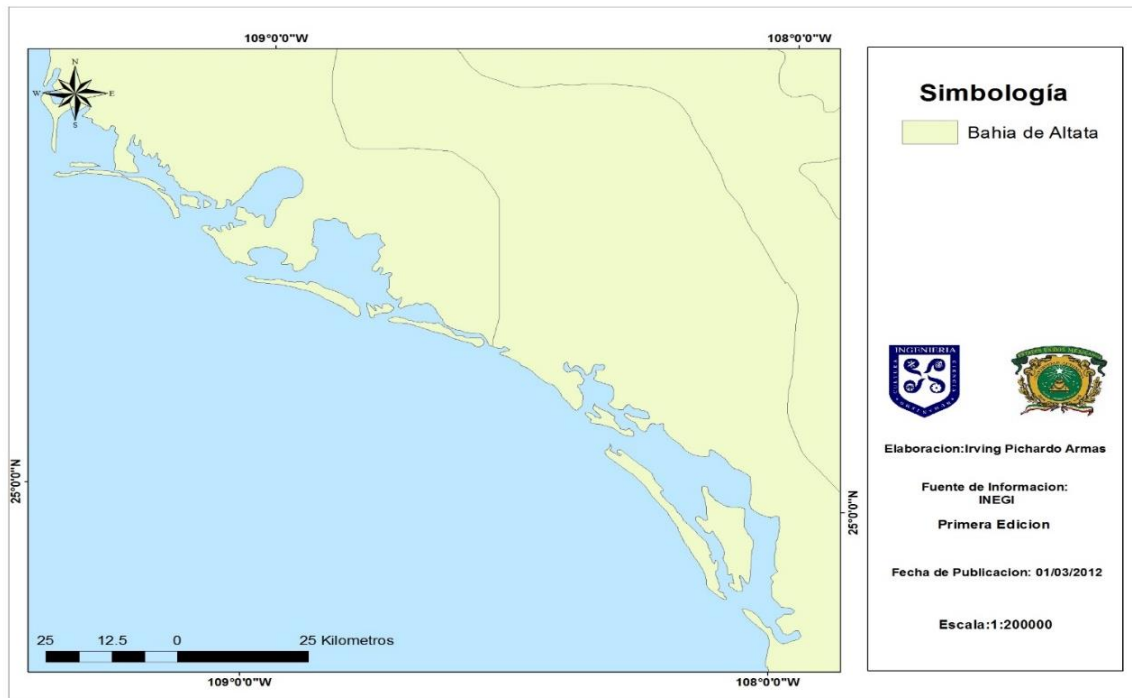 109°0'0"W 108°0'0"W
N
W E
S
25°0'0"N 25°0'0"N
25 12.5 0 25 Kilometros
109°0'0"W 108°0'0"W
Simbología
Bahia de Altata
INGENIERIA
Elaboracion:Irving Pichardo Armas
Fuente de Informacion:
INEGI
Primera Edicion
Fecha de Publicacion: 01/03/2012
Escala:1:200000